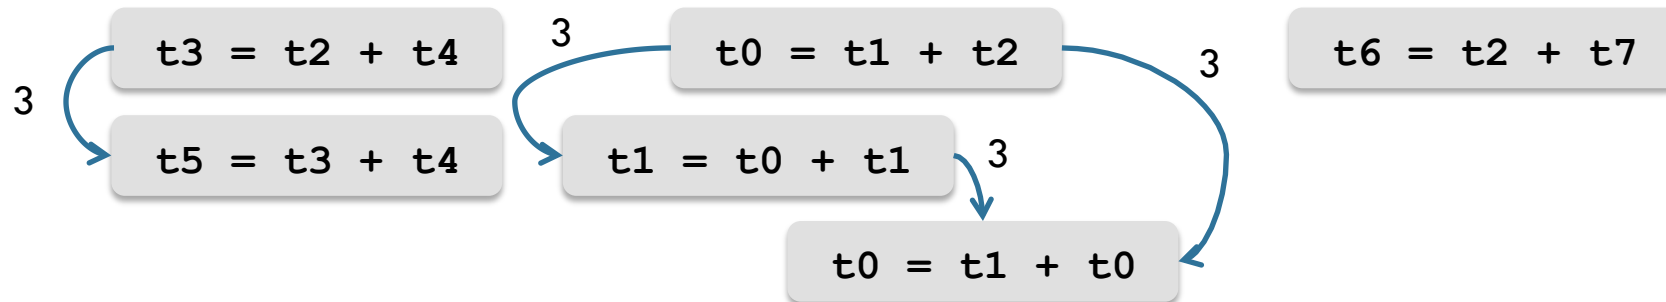 t3 = t2 + t4
3
t0 = t1 + t2
3
t6 = t2 + t7
3
t5 = t3 + t4
t1 = t0 + t1
3
t0 = t1 + t0